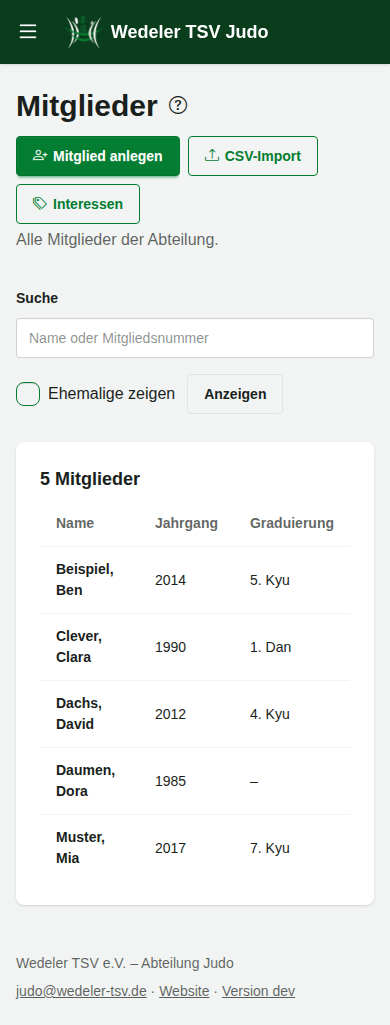 Wedeler TSV Judo
Mitglieder
Mitglied anlegen
CSV-Import
Interessen
Alle Mitglieder der Abteilung.
Suche
Name oder Mitgliedsnummer
Ehemalige zeigen
Anzeigen
5 Mitglieder
Name Jahrgang Graduierung
Beispiel,
Ben 2014 5. Kyu
Clever,
Clara 1990 1. Dan
Dachs,
David 2012 4. Kyu
Daumen,
Dora 1985 –
Muster,
Mia 2017 7. Kyu
Wedeler TSV e.V. – Abteilung Judo
judo@wedeler-tsv.de · Website · Version dev